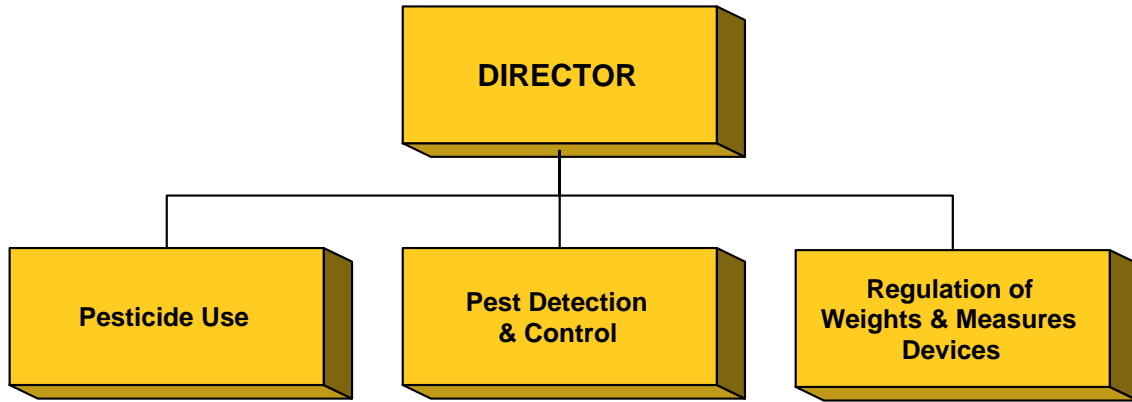 DIRECTOR
Pesticide Use
Pest Detection
& Control
Regulation of
Weights & Measures
Devices